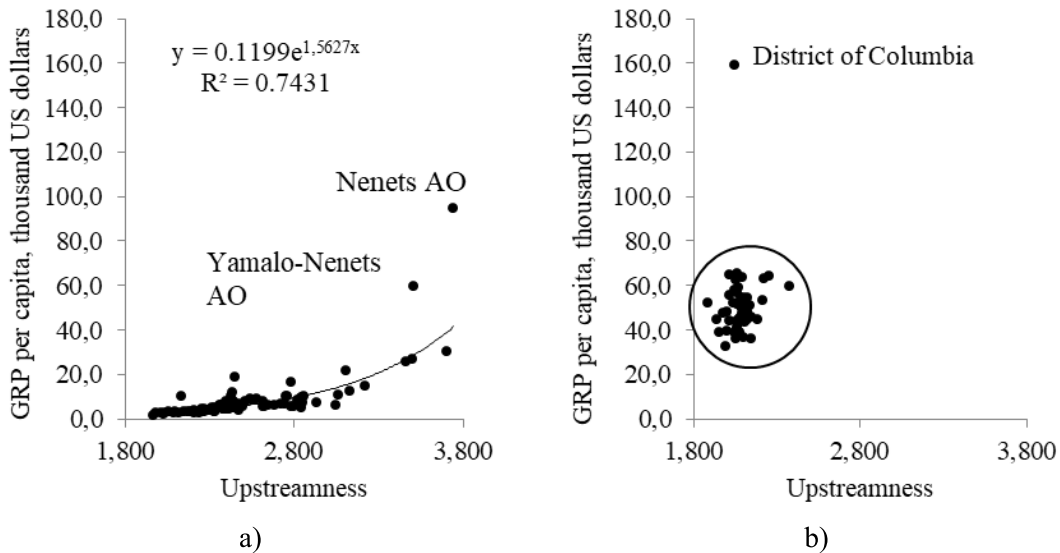 GRP per capita, thousand US dollars
180,0
160,0
140,0
120,0
100,0
80,0
60,0
40,0
20,0
0,0
y = 0.1199e^1,5627x
R² = 0.7431
Nenets AO
Yamalo-Nenets
AO
1,800
2,800
3,800
Upstreamness
a)
GRP per capita, thousand US dollars
180,0
160,0
140,0
120,0
100,0
80,0
60,0
40,0
20,0
0,0
District of Columbia
1,800
2,800
3,800
Upstreamness
b)